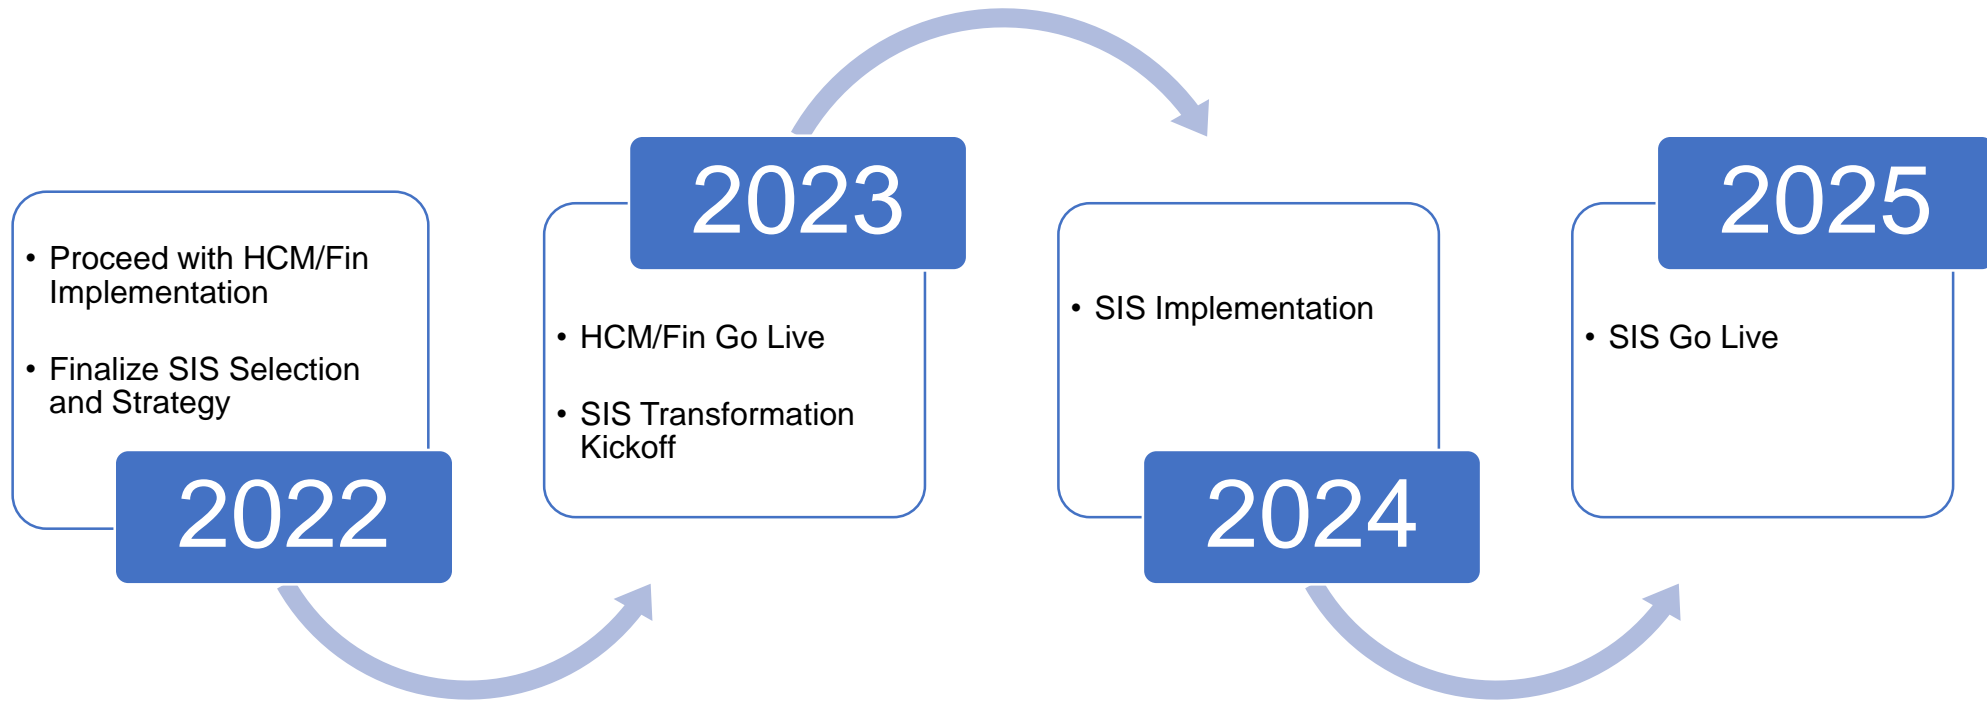 • Proceed with HCM/Fin
Implementation
• Finalize SIS Selection
and Strategy
2022
2023
• HCM/Fin Go Live
• SIS Transformation
Kickoff
• SIS Implementation
2024
2025
• SIS Go Live